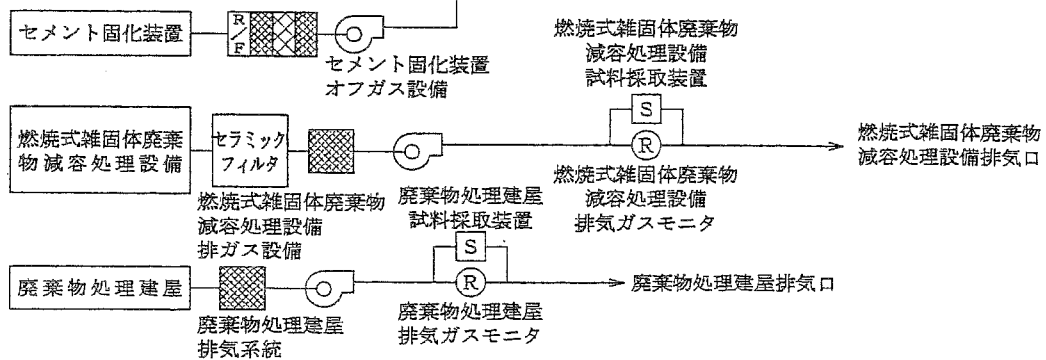 セメント固化装置
R/F
セメント固化装置
オフガス設備
燃焼式雑固体廃棄物
減容処理設備
試料採取装置
S
燃焼式雑固体廃棄
物減容処理設備
セラミック
フィルタ
R
燃焼式雑固体廃棄物
減容処理設備排気口
燃焼式雑固体廃棄物
減容処理設備
排ガス設備
廃棄物処理建屋
試料採取装置
燃焼式雑固体廃棄物
減容処理設備
排気ガスモニタ
S
廃棄物処理建屋
R
廃棄物処理建屋排気口
廃棄物処理建屋
排気系統
廃棄物処理建屋
排気ガスモニタ